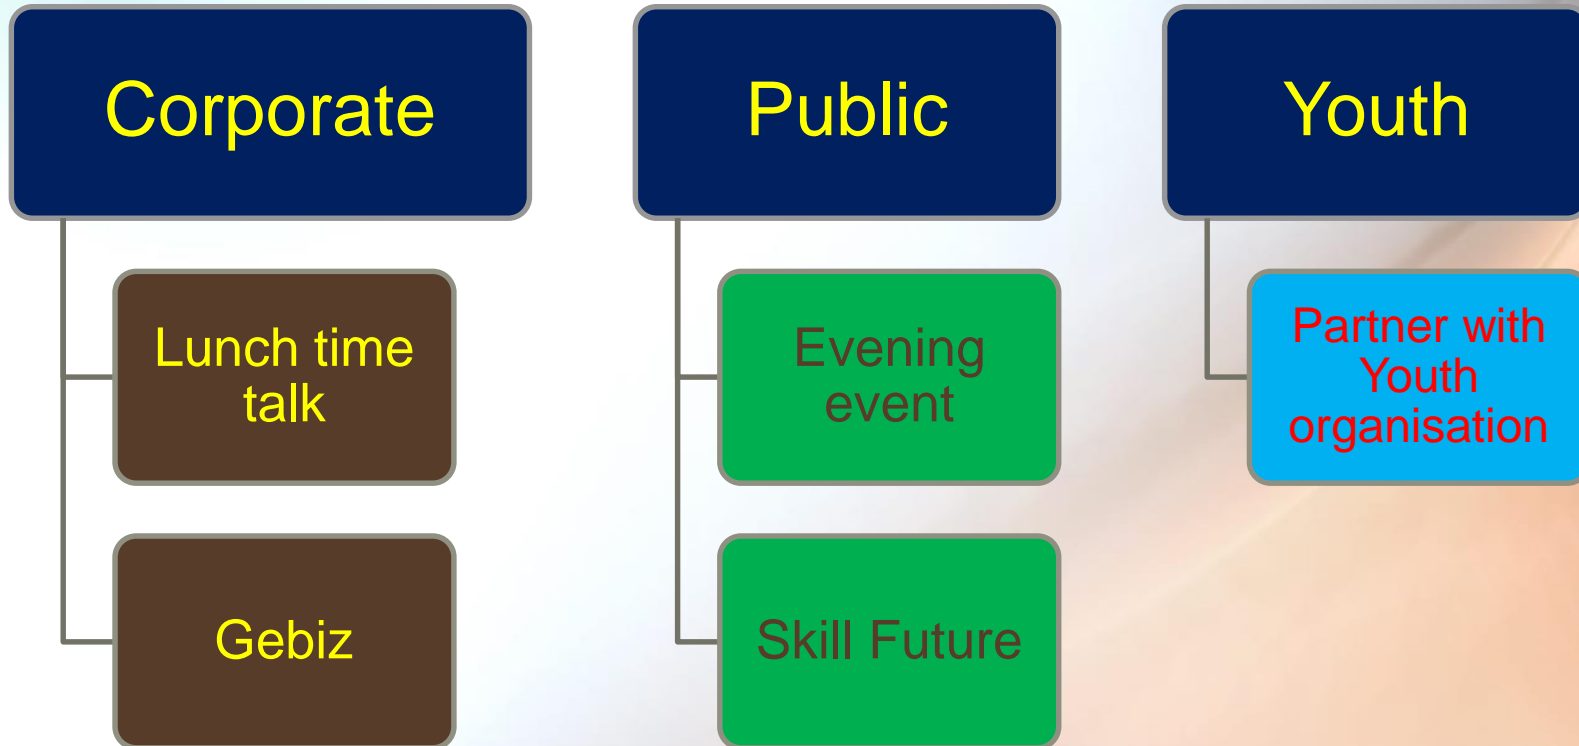 Corporate
Lunch time
talk
Gebiz
Public
Evening
event
Skill Future
Youth
Partner with
Youth
organisation